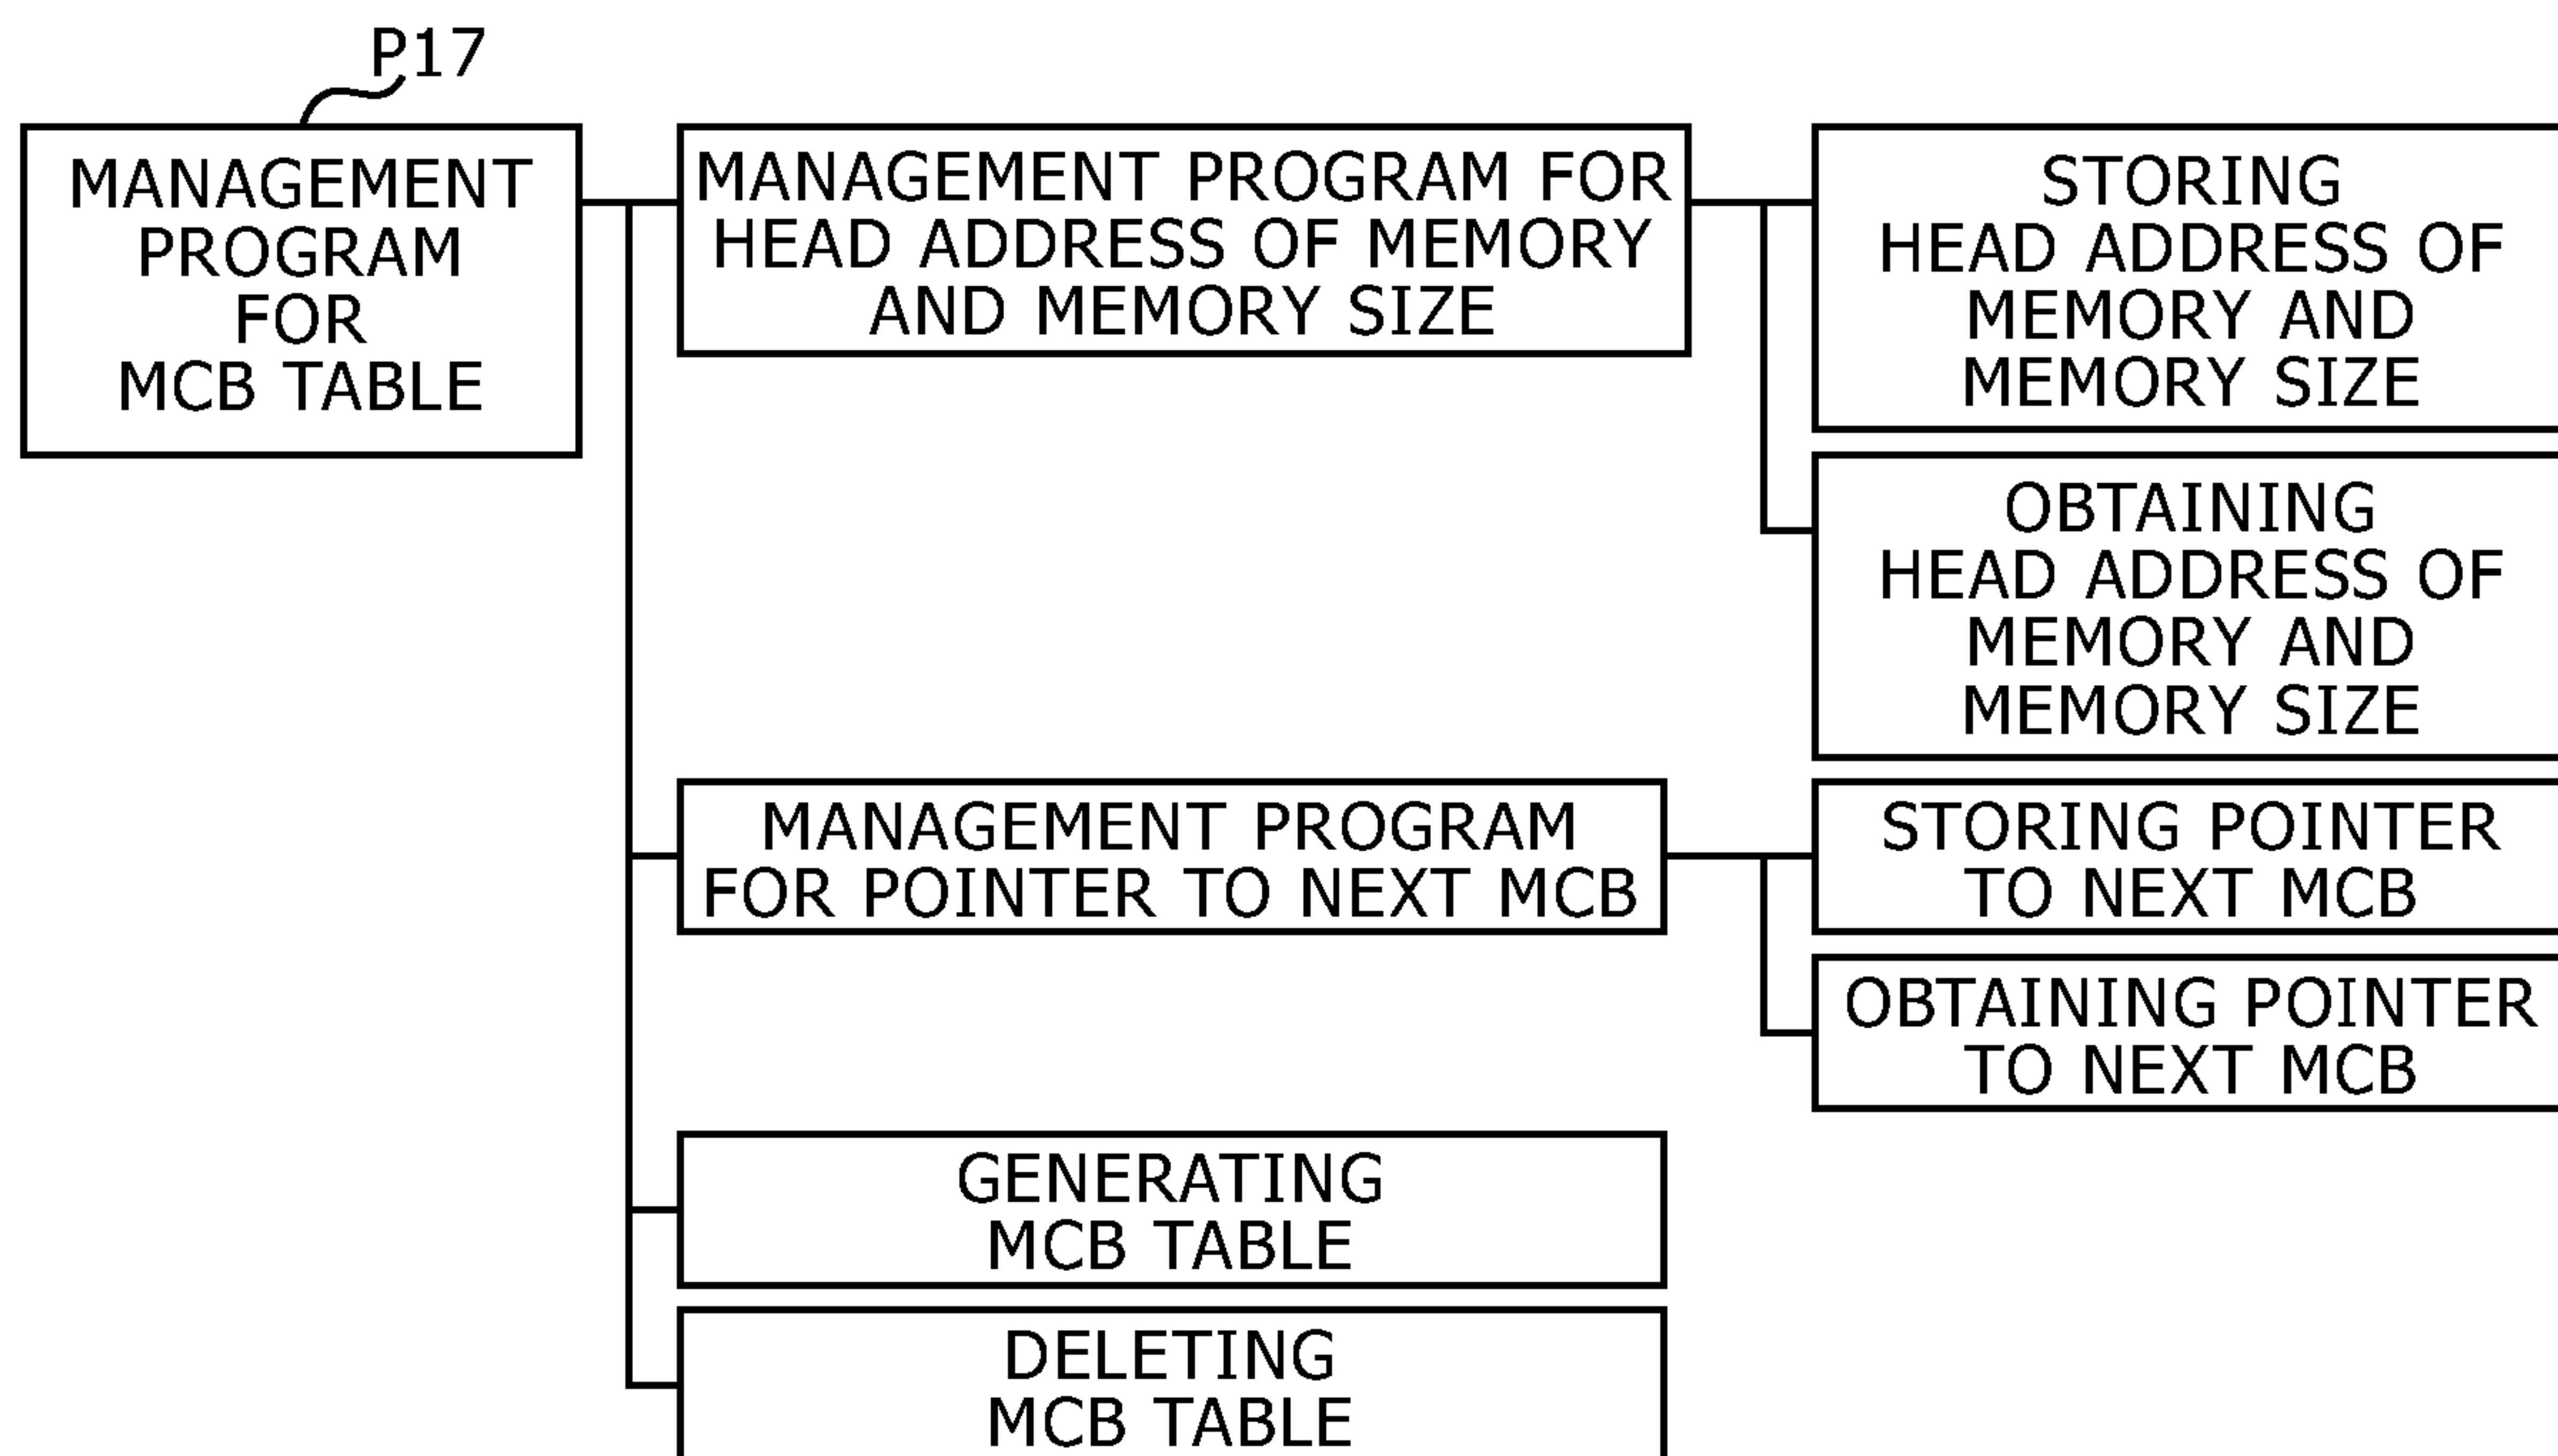 P17
MANAGEMENT
PROGRAM
FOR
MCB TABLE
MANAGEMENT PROGRAM FOR
HEAD ADDRESS OF MEMORY
AND MEMORY SIZE
STORING
HEAD ADDRESS OF
MEMORY AND
MEMORY SIZE
OBTAINING
HEAD ADDRESS OF
MEMORY AND
MEMORY SIZE
MANAGEMENT PROGRAM
FOR POINTER TO NEXT MCB
STORING POINTER
TO NEXT MCB
OBTAINING POINTER
TO NEXT MCB
GENERATING
MCB TABLE
DELETING
MCB TABLE